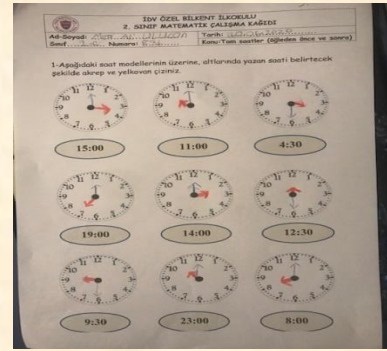 İDV ÖZEL BİLKENT İLKOKULU
2. SINIF MATEMATİK ÇALIŞMA KAĞIDI
Ad-Soyad:
Tarih:
Sınıf Numara:
Konu-Tam saatler (öğleden önce ve sonra)
1-Aşağıdaki saat modellerinin üzerine, altlarında yazan saati belirtecek
şekilde akrep ve yelkovan çiziniz.
15:00 11:00 4:30
19:00 14:00 12:30
9:30 23:00 8:00